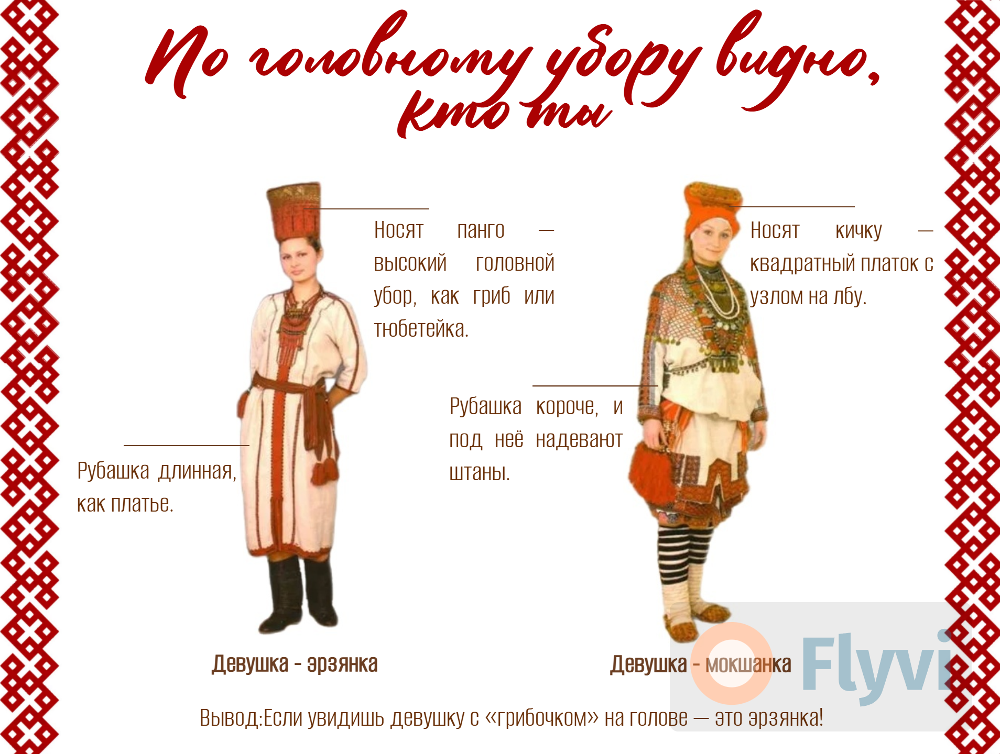 По головному убору видно,
кто ты
Носят панго —
высокий головной
убор, как гриб или
тюбетейка.
Носят кичку —
квадратный платок с
узлом на лбу.
Рубашка короче, и
под неё надевают
штаны.
Рубашка длинная,
как платье.
Девушка - эрзянка
Девушка - мокшанка
Flyvi
Вывод:Если увидишь девушку с «грибочком» на голове — это эрзянка!